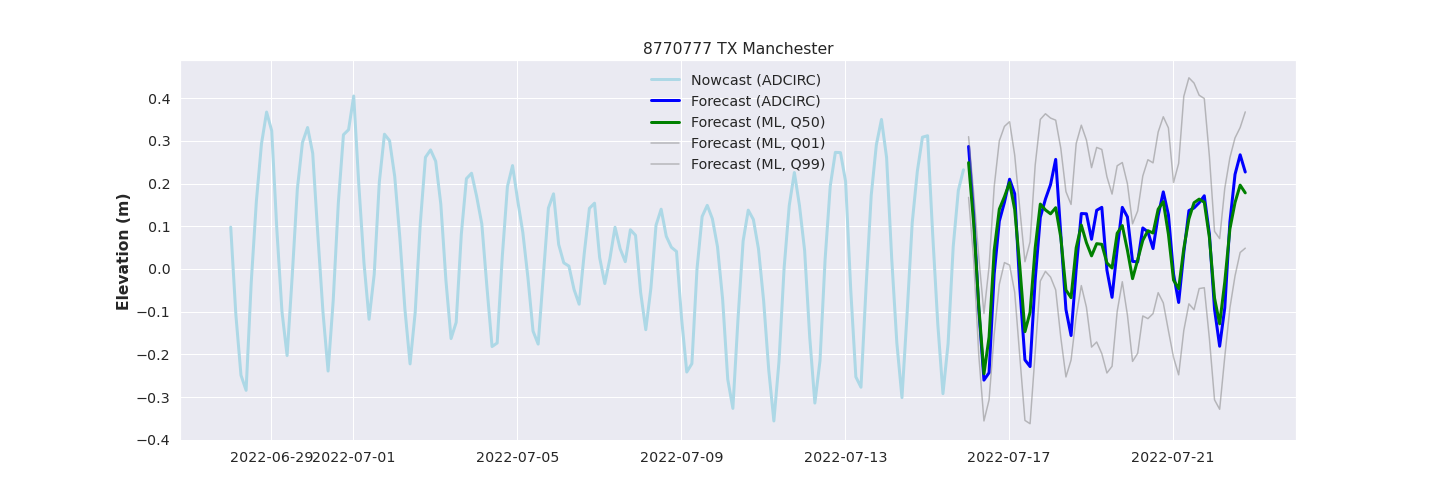 8770777 TX Manchester
Nowcast (ADCIRC)
Forecast (ADCIRC)
Forecast (ML, Q50)
Forecast (ML, Q01)
Forecast (ML, Q99)
Elevation (m)
0.4
0.3
0.2
0.1
0.0
−0.1
−0.2
−0.3
−0.4
2022-06-29
2022-07-01
2022-07-05
2022-07-09
2022-07-13
2022-07-17
2022-07-21